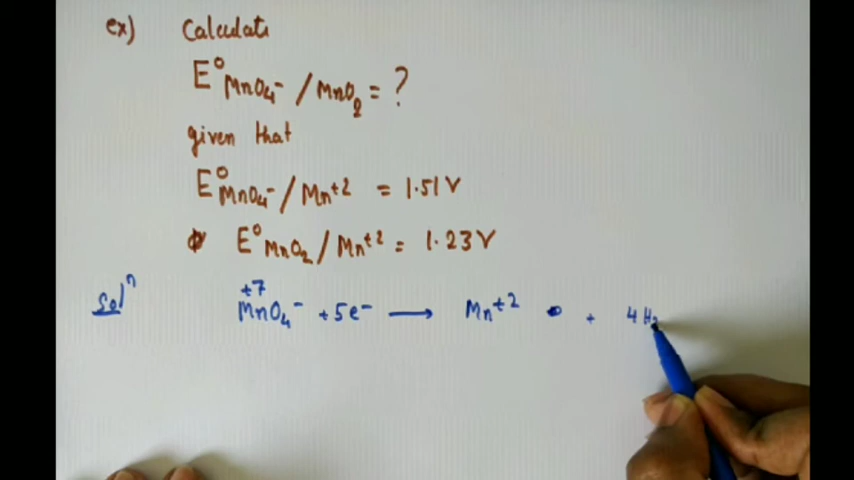 ex) Calculate
E° MnO₄⁻ / MnO₂ = ?
given that
E° MnO₄⁻ / Mn⁺² = 1.51 V
E° MnO₂ / Mn⁺² = 1.23 V
Solⁿ +7
MnO₄⁻ + 5e⁻ ⟶ Mn⁺² + 4H₂